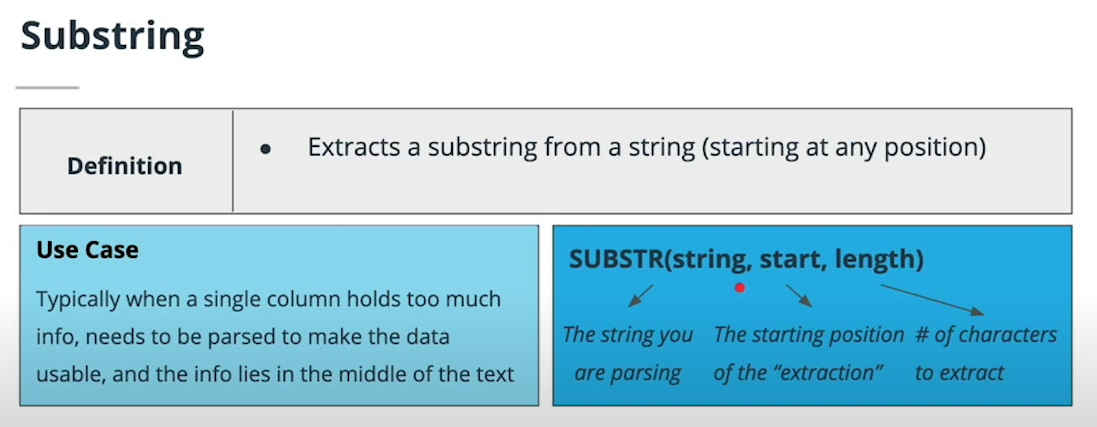 Substring
Definition
• Extracts a substring from a string (starting at any position)
Use Case
Typically when a single column holds too much
info, needs to be parsed to make the data
usable, and the info lies in the middle of the text
SUBSTR(string, start, length)
The string you
are parsing
The starting position
of the “extraction”
# of characters
to extract